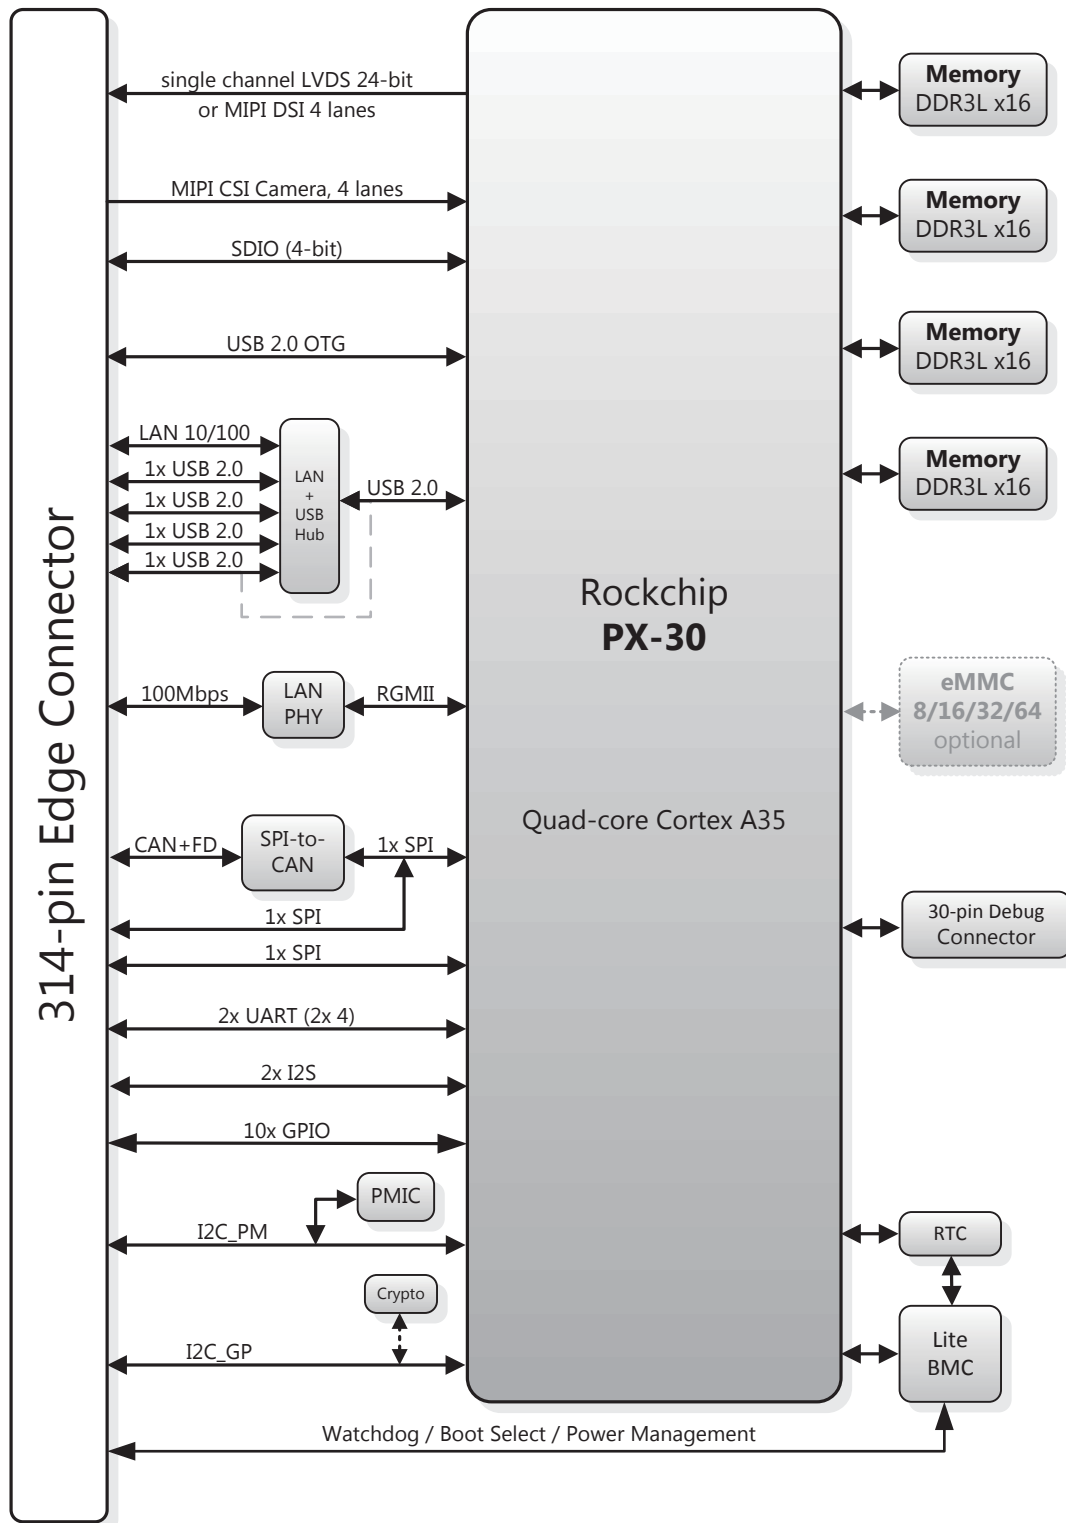 314-pin Edge Connector
single channel LVDS 24-bit
or MIPI DSI 4 lanes
MIPI CSI Camera, 4 lanes
SDIO (4-bit)
USB 2.0 OTG
LAN 10/100
1x USB 2.0
1x USB 2.0
1x USB 2.0
1x USB 2.0
LAN
+
USB
Hub
USB 2.0
100Mbps
LAN
PHY
RGMII
CAN+FD
SPI-to-
CAN
1x SPI
1x SPI
1x SPI
2x UART (2x 4)
2x I2S
10x GPIO
PMIC
I2C_PM
Crypto
I2C_GP
Watchdog / Boot Select / Power Management
Rockchip
PX-30
Quad-core Cortex A35
Memory
DDR3L x16
Memory
DDR3L x16
Memory
DDR3L x16
Memory
DDR3L x16
eMMC
8/16/32/64
optional
30-pin Debug
Connector
RTC
Lite
BMC